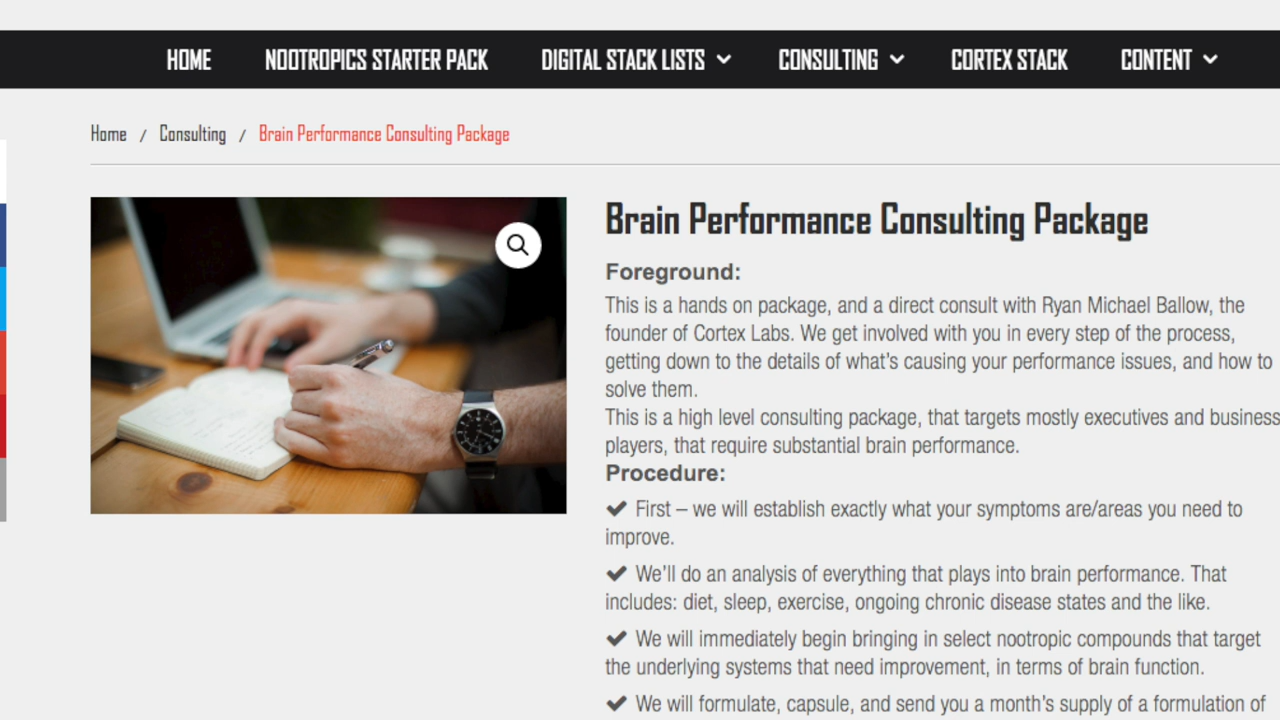 HOME NOOTROPICS STARTER PACK DIGITAL STACK LISTS CONSULTING CORTEX STACK CONTENT
Home / Consulting / Brain Performance Consulting Package
Brain Performance Consulting Package
Foreground:
This is a hands on package, and a direct consult with Ryan Michael Ballow, the
founder of Cortex Labs. We get involved with you in every step of the process,
getting down to the details of what's causing your performance issues, and how to
solve them.
This is a high level consulting package, that targets mostly executives and business
players, that require substantial brain performance.
Procedure:
✔ First – we will establish exactly what your symptoms are/areas you need to
improve.
✔ We'll do an analysis of everything that plays into brain performance. That
includes: diet, sleep, exercise, ongoing chronic disease states and the like.
✔ We will immediately begin bringing in select nootropic compounds that target
the underlying systems that need improvement, in terms of brain function.
✔ We will formulate, capsule, and send you a month's supply of a formulation of